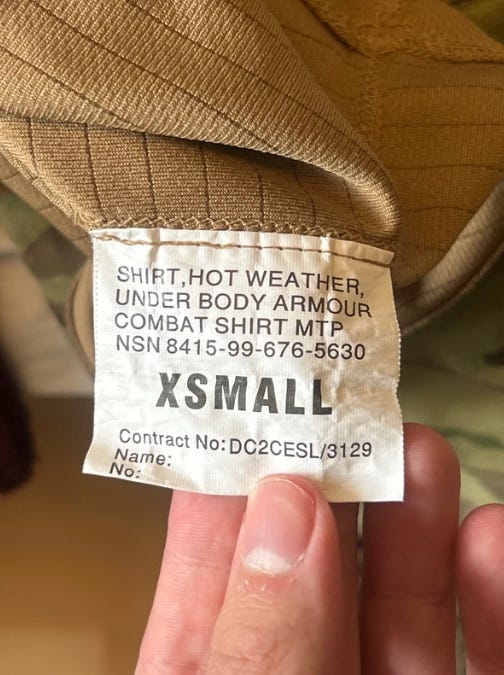 SHIRT,HOT WEATHER,
UNDER BODY ARMOUR
COMBAT SHIRT MTP
NSN 8415-99-676-5630
XSMALL
Contract No:DC2CESL/3129
Name:
No: